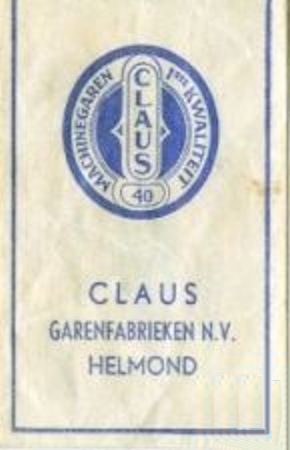 MACHINEGAREN 1STE KWALITEIT
CLAUS
40
CLAUS
GARENFABRIEKEN N.V.
HELMOND